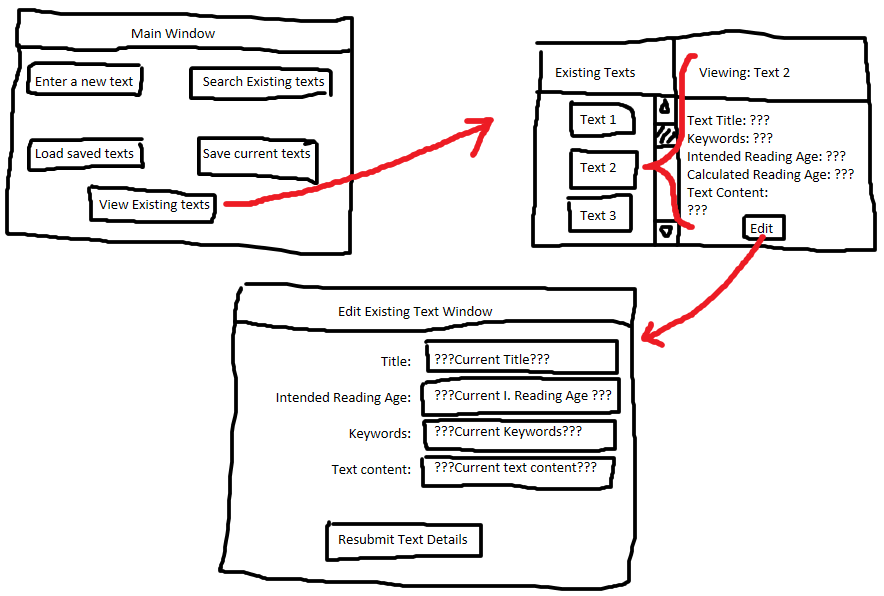 Main Window
Enter a new text
Search Existing texts
Load saved texts
Save current texts
View Existing texts
Existing Texts
Text 1
Text 2
Text 3
Viewing: Text 2
Text Title: ???
Keywords: ???
Intended Reading Age: ???
Calculated Reading Age: ???
Text Content:
???
Edit
Edit Existing Text Window
Title: ???Current Title???
Intended Reading Age: ???Current I. Reading Age ???
Keywords: ???Current Keywords???
Text content: ???Current text content???
Resubmit Text Details